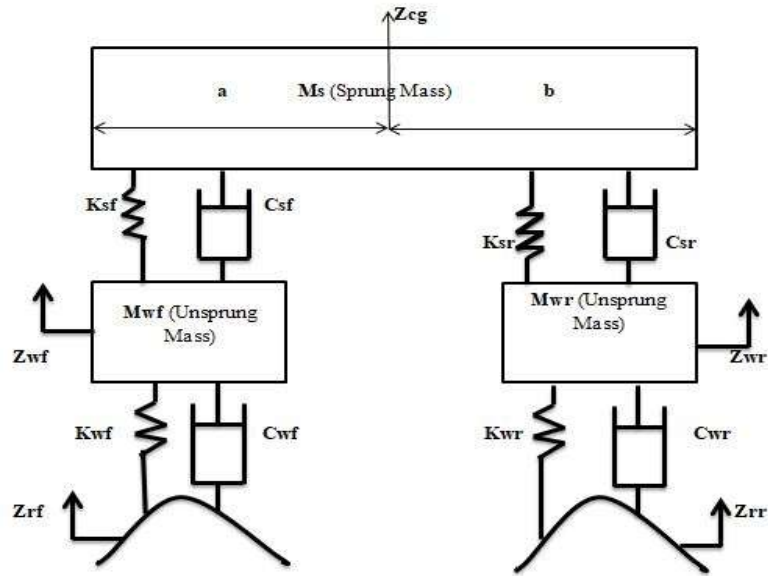 Zcg
a Ms (Sprung Mass) b
Ksf Csf Ksr Csr
Mwf (Unsprung
Mass)
Mwr (Unsprung
Mass)
Zwf Zwr
Kwf Cwf Kwr Cwr
Zrf Zrr